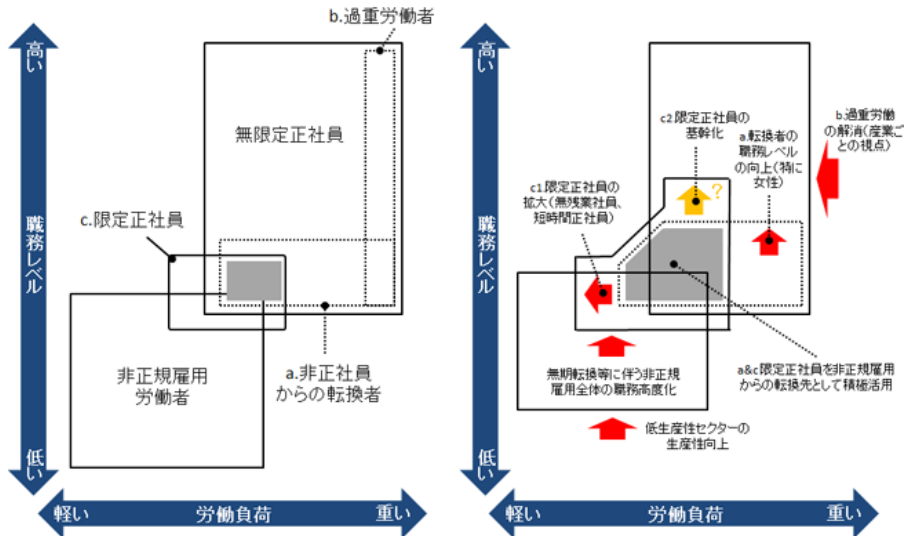 高い
職務レベル
低い
b.過重労働者
無限定正社員
c.限定正社員
非正規雇用
労働者
a.非正社員
からの転換者
軽い
労働負荷
重い
高い
職務レベル
低い
c2.限定正社員の
基幹化
a.転換者の
職務レベル
の向上(特に
女性)
b.過重労働
の解消(産業ご
との視点)
c1.限定正社員の
拡大(無残業社員、
短時間正社員)
?
無期転換等に伴う非正規
雇用全体の職務高度化
a&c限定正社員を非正規雇用
からの転換先として積極活用
低生産性セクターの
生産性向上
軽い
労働負荷
重い